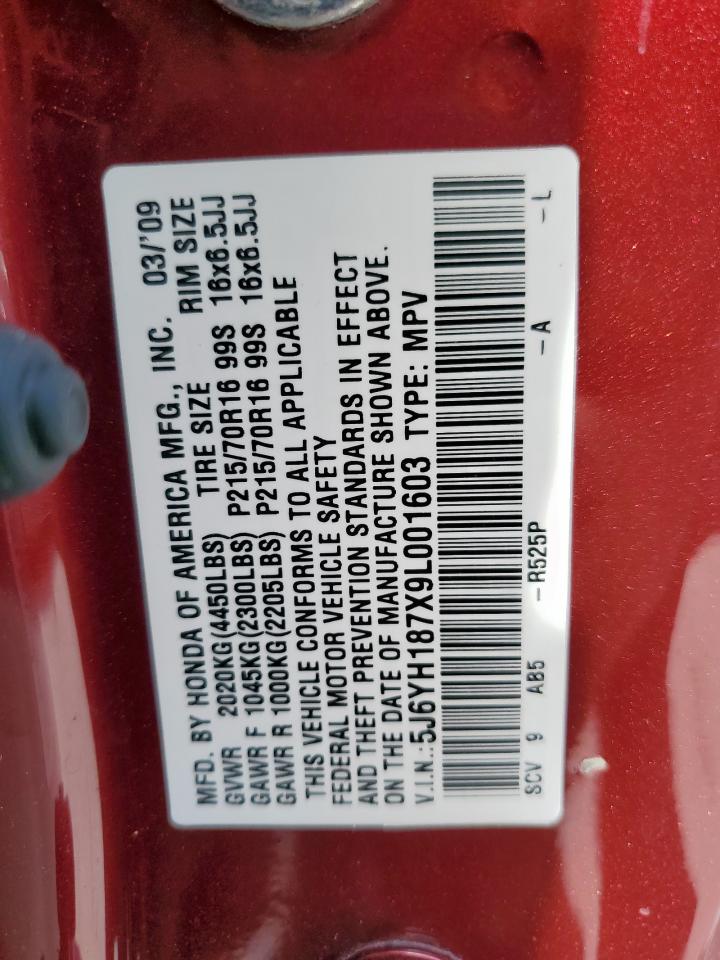 MFD. BY HONDA OF AMERICA MFG., INC. 03/'09
GVWR 2020KG(4450LBS) TIRE SIZE RIM SIZE
GAWR F 1045KG(2300LBS) P215/70R16 99S 16x6.5JJ
GAWR R 1000KG(2205LBS) P215/70R16 99S 16x6.5JJ
THIS VEHICLE CONFORMS TO ALL APPLICABLE
FEDERAL MOTOR VEHICLE SAFETY
AND THEFT PREVENTION STANDARDS IN EFFECT
ON THE DATE OF MANUFACTURE SHOWN ABOVE.
V.I.N.:5J6YH187X9L001603 TYPE: MPV
SCV 9 AB5 -R525P -A -L